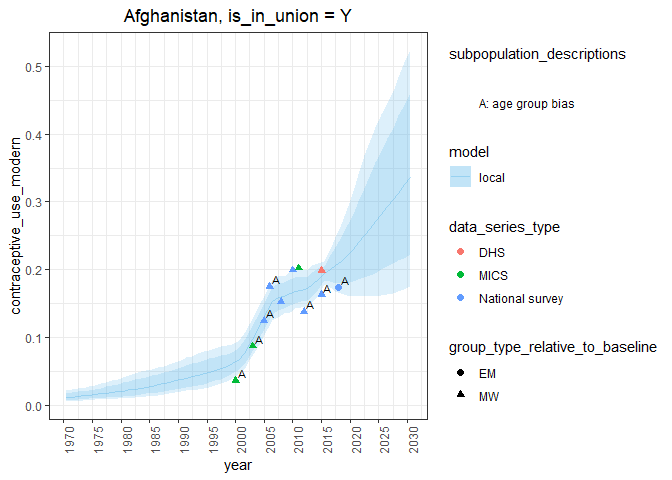 Afghanistan, is_in_union = Y
contraceptive_use_modern
0.5
0.4
0.3
0.2
0.1
0.0
A
A
A
A
A
A
A
1970
1975
1980
1985
1990
1995
2000
2005
2010
2015
2020
2025
2030
year
subpopulation_descriptions
A: age group bias
model
local
data_series_type
DHS
MICS
National survey
group_type_relative_to_baseline
EM
MW